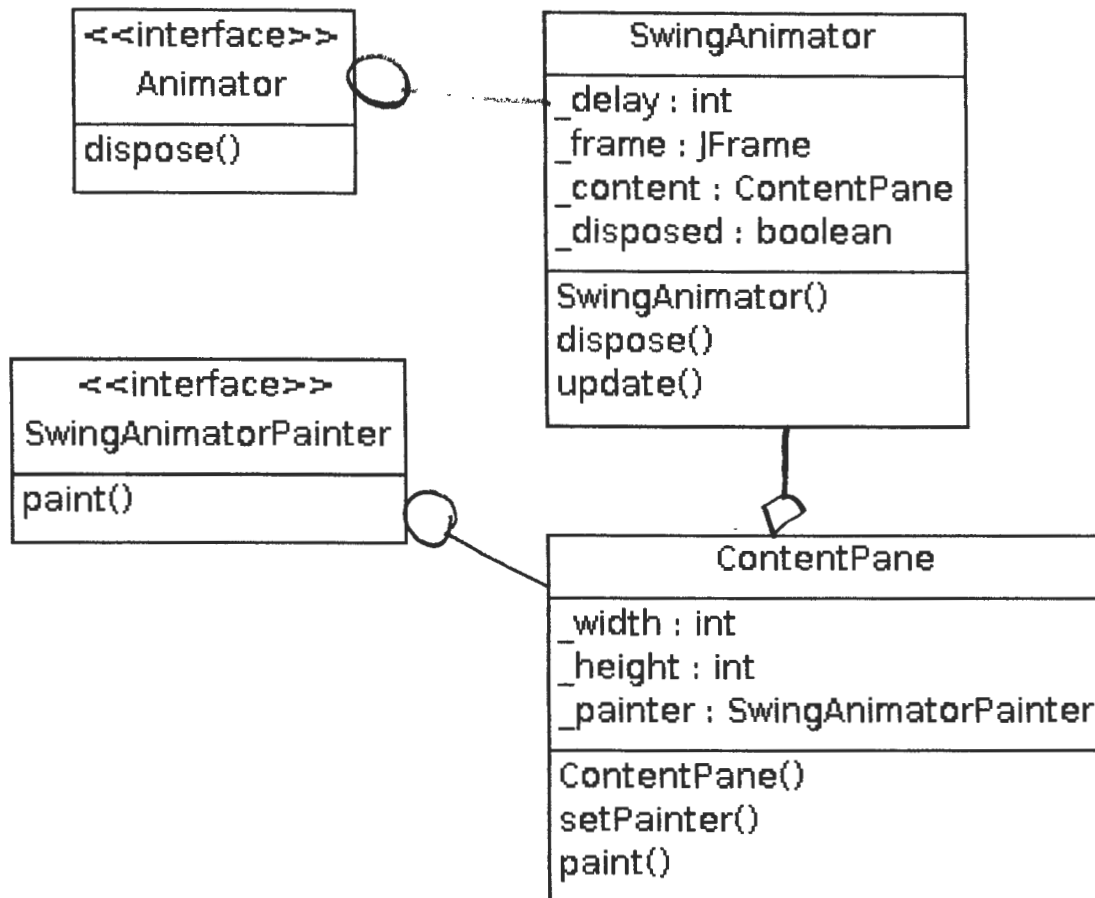 <<interface>>
Animator
dispose()
SwingAnimator
_delay : int
_frame : JFrame
_content : ContentPane
_disposed : boolean
SwingAnimator()
dispose()
update()
<<interface>>
SwingAnimatorPainter
paint()
ContentPane
_width : int
_height : int
_painter : SwingAnimatorPainter
ContentPane()
setPainter()
paint()